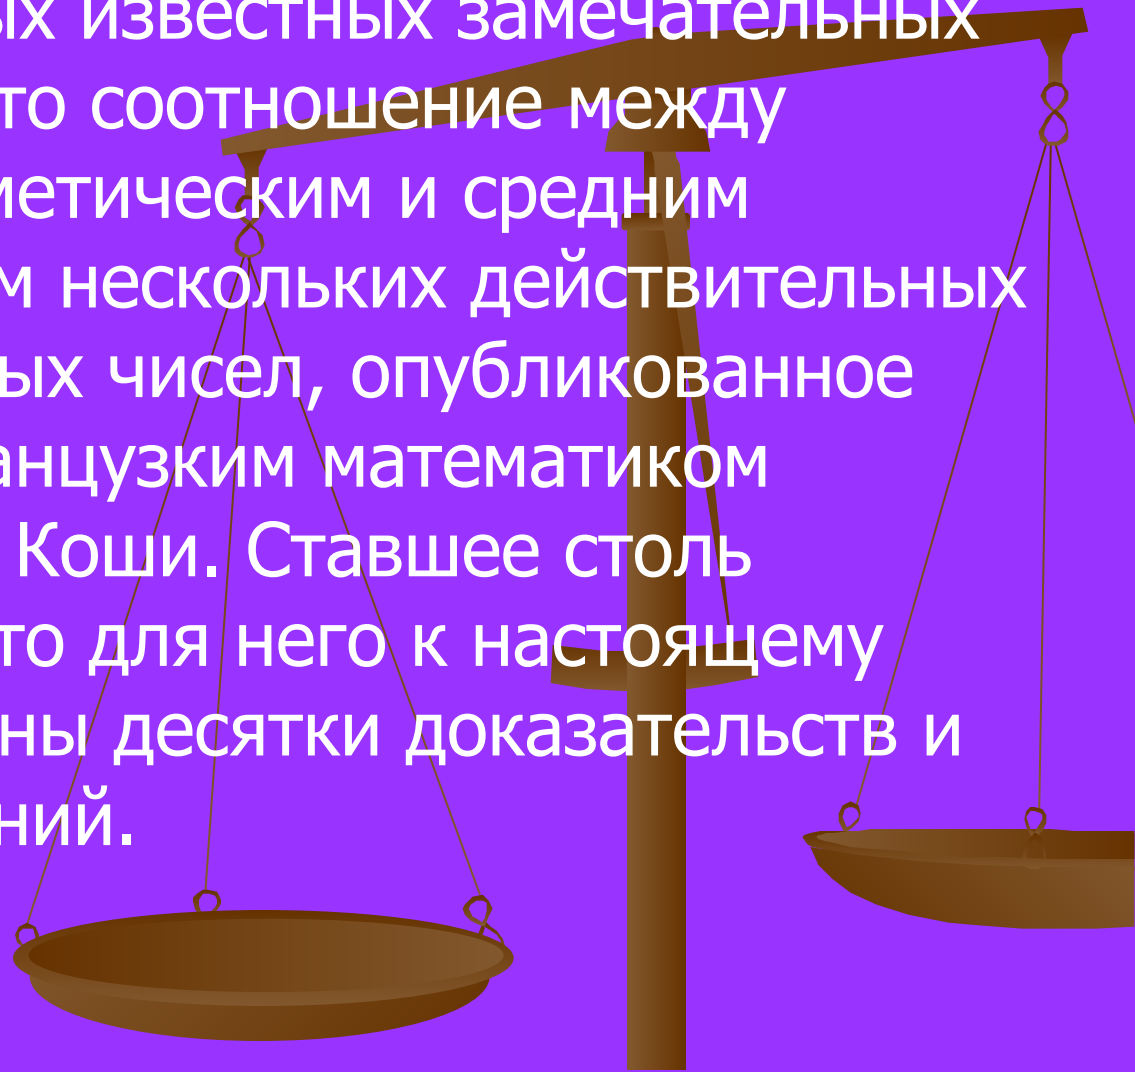 ых известных замечательных
то соотношение между
метическим и средним
м нескольких действительных
ых чисел, опубликованное
анцузким математиком
Коши. Ставшее столь
то для него к настоящему
ны десятки доказательств и
ний.